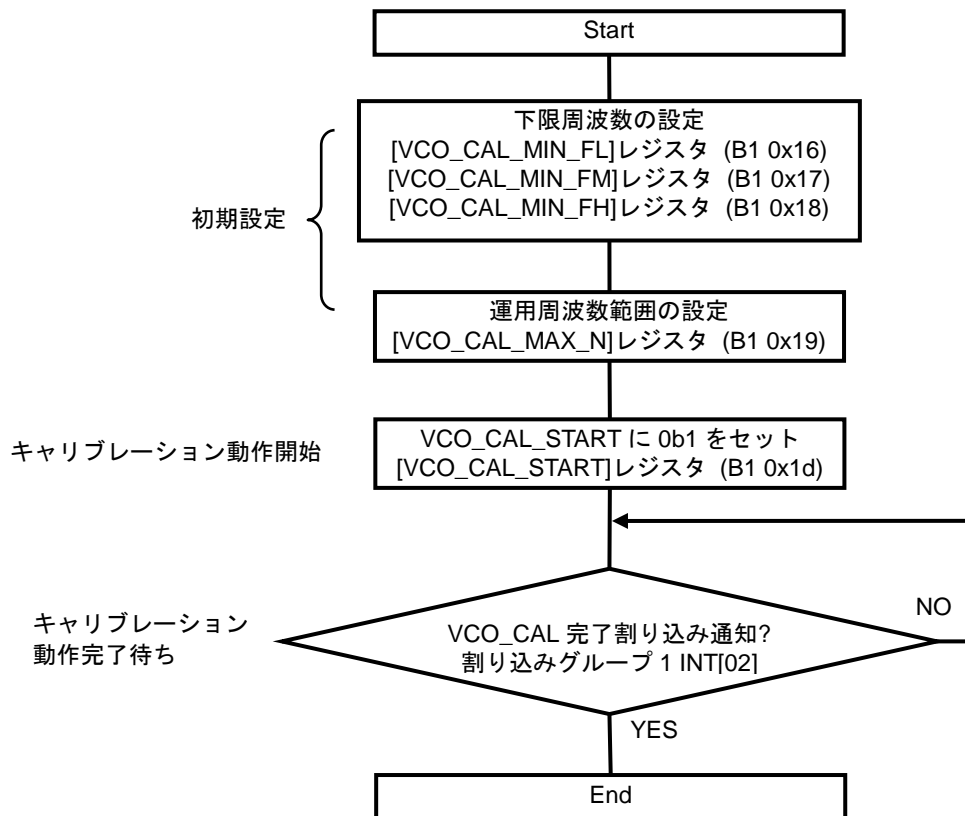 Start
下限周波数の設定
[VCO_CAL_MIN_FL]レジスタ (B1 0x16)
[VCO_CAL_MIN_FM]レジスタ (B1 0x17)
[VCO_CAL_MIN_FH]レジスタ (B1 0x18)
初期設定
運用周波数範囲の設定
[VCO_CAL_MAX_N]レジスタ (B1 0x19)
キャリブレーション動作開始
VCO_CAL_START に 0b1 をセット
[VCO_CAL_START]レジスタ (B1 0x1d)
キャリブレーション
動作完了待ち
VCO_CAL 完了割り込み通知?
割り込みグループ 1 INT[02]
NO
YES
End